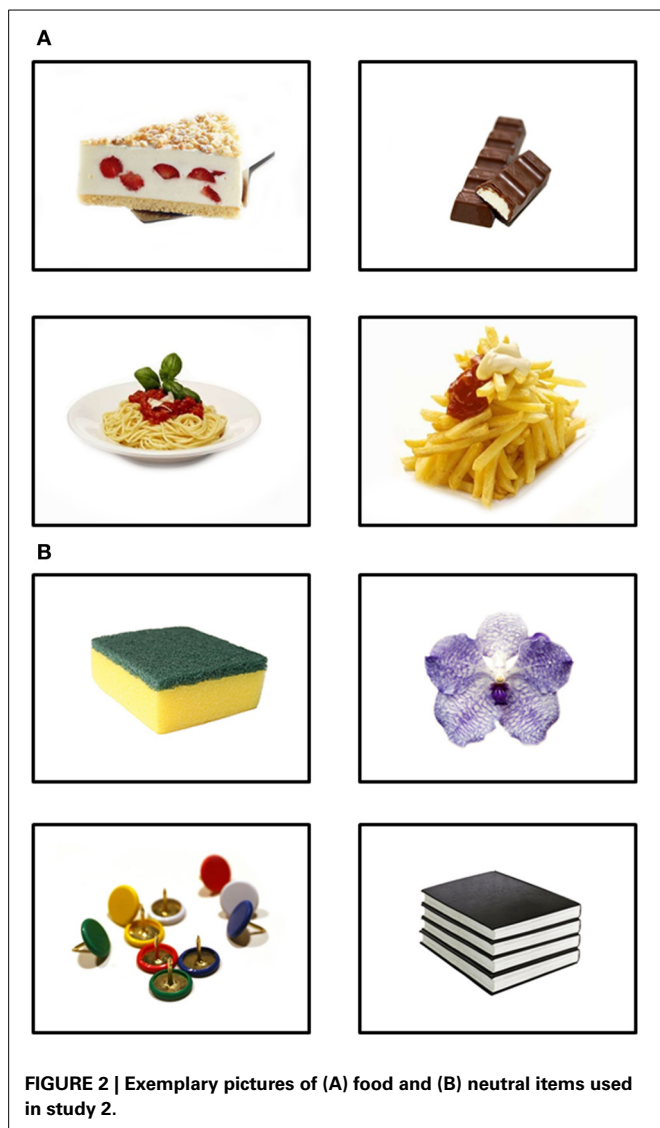 A
B
FIGURE 2 | Exemplary pictures of (A) food and (B) neutral items used
in study 2.